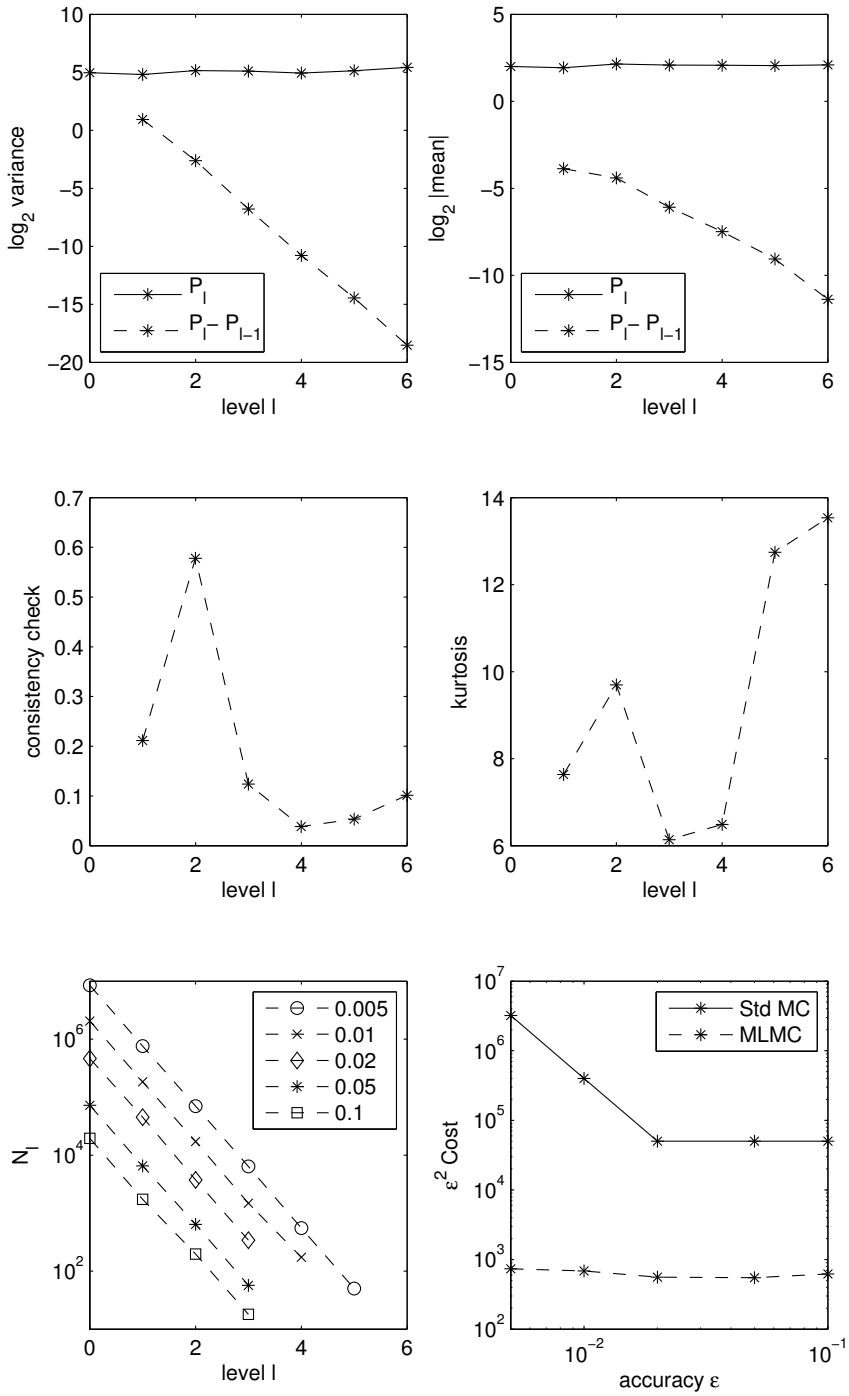 10
5
0
−5
−10
−15
−20
log2 variance
P_l
P_l − P_l−1
0 2 4 6
level l
5
0
−5
−10
−15
log2 |mean|
P_l
P_l − P_l−1
0 2 4 6
level l
0.7
0.6
0.5
0.4
0.3
0.2
0.1
0
consistency check
0 2 4 6
level l
14
12
10
8
6
kurtosis
0 2 4 6
level l
10^6
10^4
10^2
N_l
0.005
0.01
0.02
0.05
0.1
0 2 4 6
level l
10^7
10^6
10^5
10^4
10^3
10^2
ε^2 Cost
Std MC
MLMC
10^−2 10^−1
accuracy ε